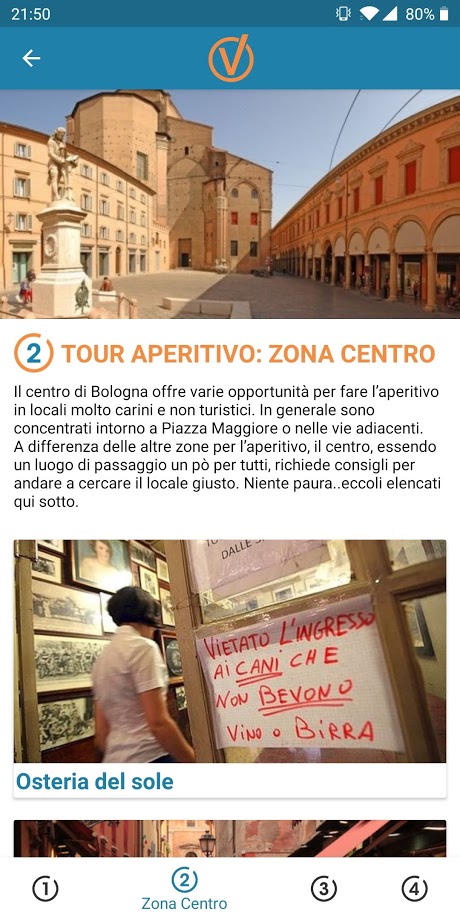 21:50
80%
V
2 TOUR APERITIVO: ZONA CENTRO
Il centro di Bologna offre varie opportunità per fare l'aperitivo
in locali molto carini e non turistici. In generale sono
concentrati intorno a Piazza Maggiore o nelle vie adiacenti.
A differenza delle altre zone per l'aperitivo, il centro, essendo
un luogo di passaggio un pò per tutti, richiede consigli per
andare a cercare il locale giusto. Niente paura..eccoli elencati
qui sotto.
DALLE
VIETATO L'INGRESSO
AI CANI CHE
NON BEVONO
VINO O BIRRA
Osteria del sole
1
2
3
4
Zona Centro